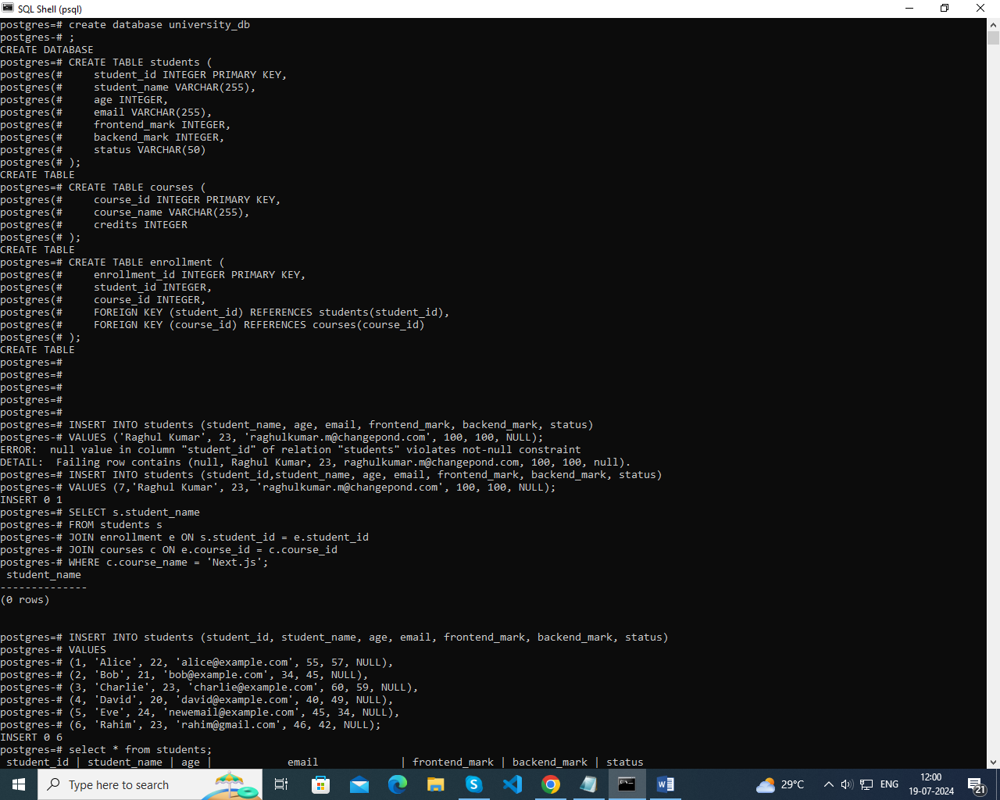 SQL Shell (psql)
postgres=# create database university_db
postgres-# ;
CREATE DATABASE
postgres=# CREATE TABLE students (
postgres(#     student_id INTEGER PRIMARY KEY,
postgres(#     student_name VARCHAR(255),
postgres(#     age INTEGER,
postgres(#     email VARCHAR(255),
postgres(#     frontend_mark INTEGER,
postgres(#     backend_mark INTEGER,
postgres(#     status VARCHAR(50)
postgres(# );
CREATE TABLE
postgres=# CREATE TABLE courses (
postgres(#     course_id INTEGER PRIMARY KEY,
postgres(#     course_name VARCHAR(255),
postgres(#     credits INTEGER
postgres(# );
CREATE TABLE
postgres=# CREATE TABLE enrollment (
postgres(#     enrollment_id INTEGER PRIMARY KEY,
postgres(#     student_id INTEGER,
postgres(#     course_id INTEGER,
postgres(#     FOREIGN KEY (student_id) REFERENCES students(student_id),
postgres(#     FOREIGN KEY (course_id) REFERENCES courses(course_id)
postgres(# );
CREATE TABLE
postgres=#
postgres=#
postgres=#
postgres=#
postgres=#
postgres=# INSERT INTO students (student_name, age, email, frontend_mark, backend_mark, status)
postgres-# VALUES ('Raghul Kumar', 23, 'raghulkumar.m@changepond.com', 100, 100, NULL);
ERROR:  null value in column "student_id" of relation "students" violates not-null constraint
DETAIL:  Failing row contains (null, Raghul Kumar, 23, raghulkumar.m@changepond.com, 100, 100, null).
postgres=# INSERT INTO students (student_id,student_name, age, email, frontend_mark, backend_mark, status)
postgres-# VALUES (7,'Raghul Kumar', 23, 'raghulkumar.m@changepond.com', 100, 100, NULL);
INSERT 0 1
postgres=# SELECT s.student_name
postgres-# FROM students s
postgres-# JOIN enrollment e ON s.student_id = e.student_id
postgres-# JOIN courses c ON e.course_id = c.course_id
postgres-# WHERE c.course_name = 'Next.js';
 student_name
--------------
(0 rows)
postgres=# INSERT INTO students (student_id, student_name, age, email, frontend_mark, backend_mark, status)
postgres-# VALUES
postgres-# (1, 'Alice', 22, 'alice@example.com', 55, 57, NULL),
postgres-# (2, 'Bob', 21, 'bob@example.com', 34, 45, NULL),
postgres-# (3, 'Charlie', 23, 'charlie@example.com', 60, 59, NULL),
postgres-# (4, 'David', 20, 'david@example.com', 40, 49, NULL),
postgres-# (5, 'Eve', 24, 'newemail@example.com', 45, 34, NULL),
postgres-# (6, 'Rahim', 23, 'rahim@gmail.com', 46, 42, NULL);
INSERT 0 6
postgres=# select * from students;
 student_id | student_name | age |            email             | frontend_mark | backend_mark | status
Type here to search
29°C
ENG
12:00
19-07-2024
21